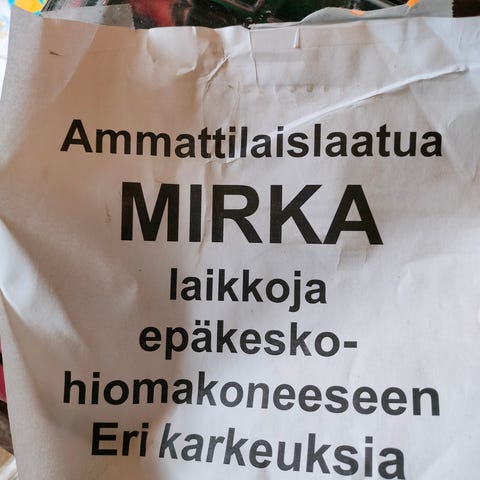 Ammattilaislaatua
MIRKA
laikkoja
epäkesko-
hiomakoneeseen
Eri karkeuksia